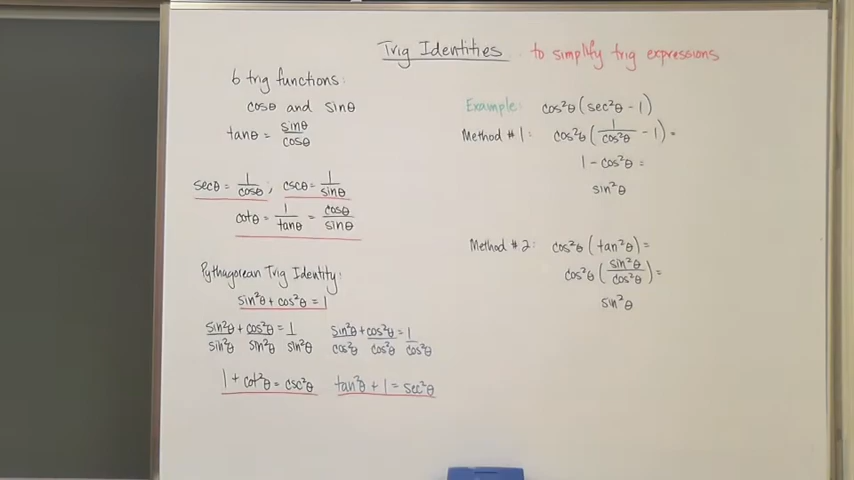 Trig Identities to simplify trig expressions
6 trig functions:
cosθ and sinθ
tanθ = sinθ/cosθ
secθ = 1/cosθ ; cscθ = 1/sinθ
cotθ = 1/tanθ = cosθ/sinθ
Pythagorean Trig Identity:
sin²θ + cos²θ = 1
sin²θ/sin²θ + cos²θ/sin²θ = 1/sin²θ
sin²θ/cos²θ + cos²θ/cos²θ = 1/cos²θ
1 + cot²θ = csc²θ
tan²θ + 1 = sec²θ
Example: cos²θ (sec²θ - 1)
Method #1: cos²θ (1/cos²θ - 1) =
1 - cos²θ =
sin²θ
Method #2: cos²θ (tan²θ) =
cos²θ (sin²θ/cos²θ) =
sin²θ